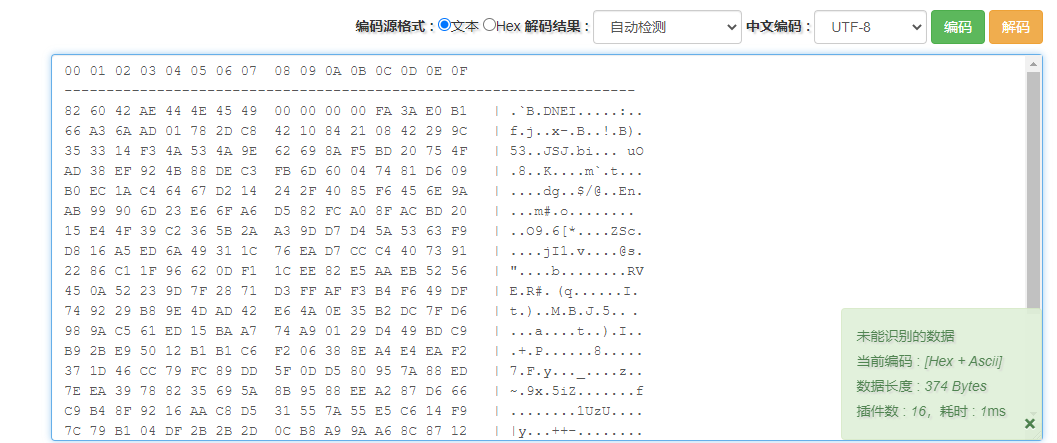 编码源格式 : 文本 Hex 解码结果 : 自动检测 中文编码 : UTF-8 编码 解码
00 01 02 03 04 05 06 07 08 09 0A 0B 0C 0D 0E 0F
---------------------------------------------------------------------
82 60 42 AE 44 4E 45 49 00 00 00 00 FA 3A E0 B1 | .`B.DNEI.....:..
66 A3 6A AD 01 78 2D C8 42 10 84 21 08 42 29 9C | f.j..x-.B..!.B).
35 33 14 F3 4A 53 4A 9E 62 69 8A F5 BD 20 75 4F | 53..JSJ.bi... uO
AD 38 EF 92 4B 88 DE C3 FB 6D 60 04 74 81 D6 09 | .8..K....m`.t...
B0 EC 1A C4 64 67 D2 14 24 2F 40 85 F6 45 6E 9A | ....dg..$/@..En.
AB 99 90 6D 23 E6 6F A6 D5 82 FC A0 8F AC BD 20 | ...m#.o........
15 E4 4F 39 C2 36 5B 2A A3 9D D7 D4 5A 53 63 F9 | ..O9.6[*....ZSc.
D8 16 A5 ED 6A 49 31 1C 76 EA D7 CC C4 40 73 91 | ....jI1.v....@s.
22 86 C1 1F 96 62 0D F1 1C EE 82 E5 AA EB 52 56 | "....b........RV
45 0A 52 23 9D 7F 28 71 D3 FF AF F3 B4 F6 49 DF | E.R#. (q......I.
74 92 29 B8 9E 4D AD 42 E6 4A 0E 35 B2 DC 7F D6 | t.)..M.B.J.5.. .
98 9A C5 61 ED 15 BA A7 74 A9 01 29 D4 49 BD C9 | ...a....t..).I..
B9 2B E9 50 12 B1 B1 C6 F2 06 38 8E A4 E4 EA F2 | .+.P......8.....
37 1D 46 CC 79 FC 89 DD 5F 0D D5 80 95 7A 88 ED | 7.F.y..._....z..
7E EA 39 78 82 35 69 5A 8B 95 88 EE A2 87 D6 66 | ~.9x.5iZ.......f
C9 B4 8F 92 16 AA C8 D5 31 55 7A 55 E5 C6 14 F9 | ........1UzU....
7C 79 B1 04 DF 2B 2B 2D 0C B8 A9 9A A6 8C 87 12 | |y...++-........
未能识别的数据
当前编码 : [Hex + Ascii]
数据长度 : 374 Bytes
插件数 : 16，耗时 : 1ms